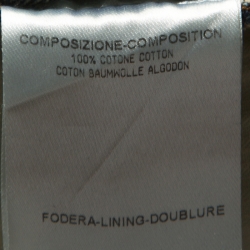 COMPOSIZIONE-COMPOSITION
100% COTONE COTTON
COTON BAUMWOLLE ALGODON
FODERA-LINING-DOUBLURE